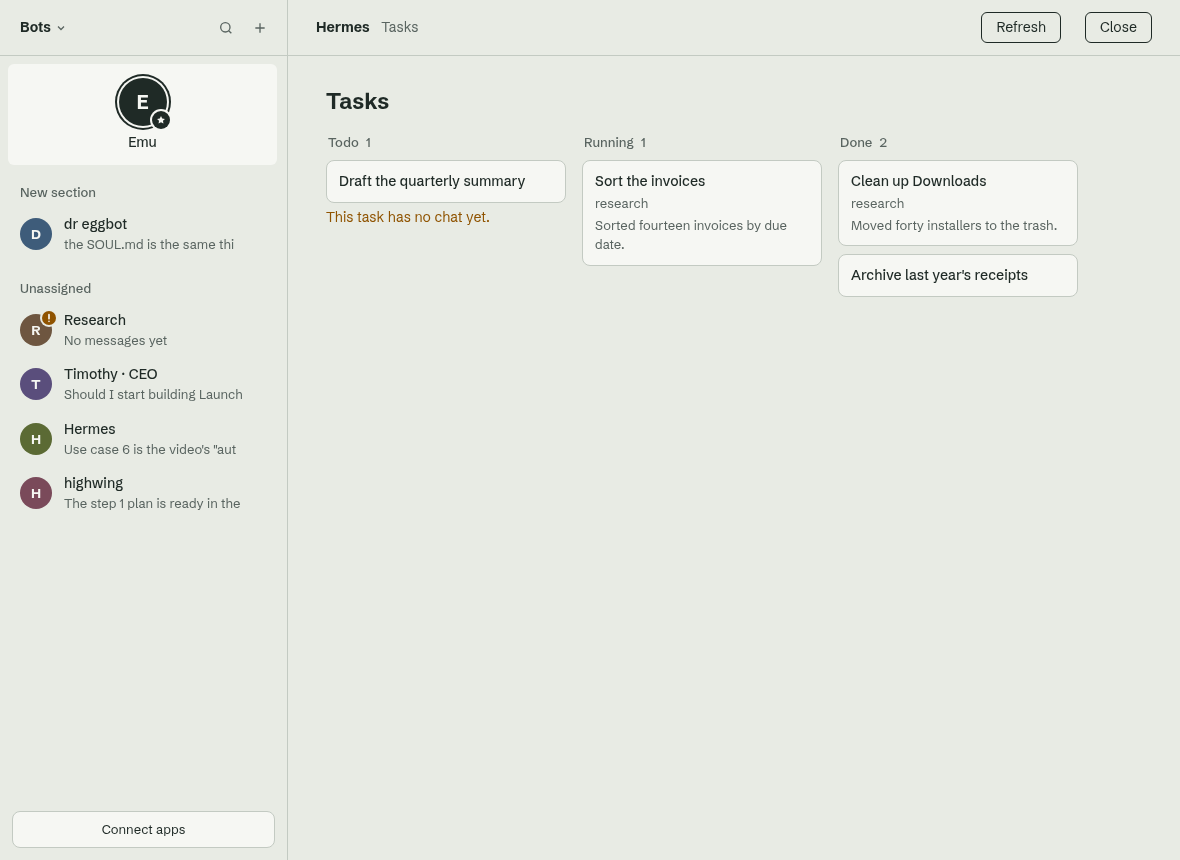 Bots
E
Emu
New section
D
dr eggbot
the SOUL.md is the same thi
Unassigned
R
!
Research
No messages yet
T
Timothy · CEO
Should I start building Launch
H
Hermes
Use case 6 is the video's "aut
H
highwing
The step 1 plan is ready in the
Connect apps
Hermes Tasks
Refresh
Close
Tasks
Todo 1
Draft the quarterly summary
This task has no chat yet.
Running 1
Sort the invoices
research
Sorted fourteen invoices by due
date.
Done 2
Clean up Downloads
research
Moved forty installers to the trash.
Archive last year's receipts